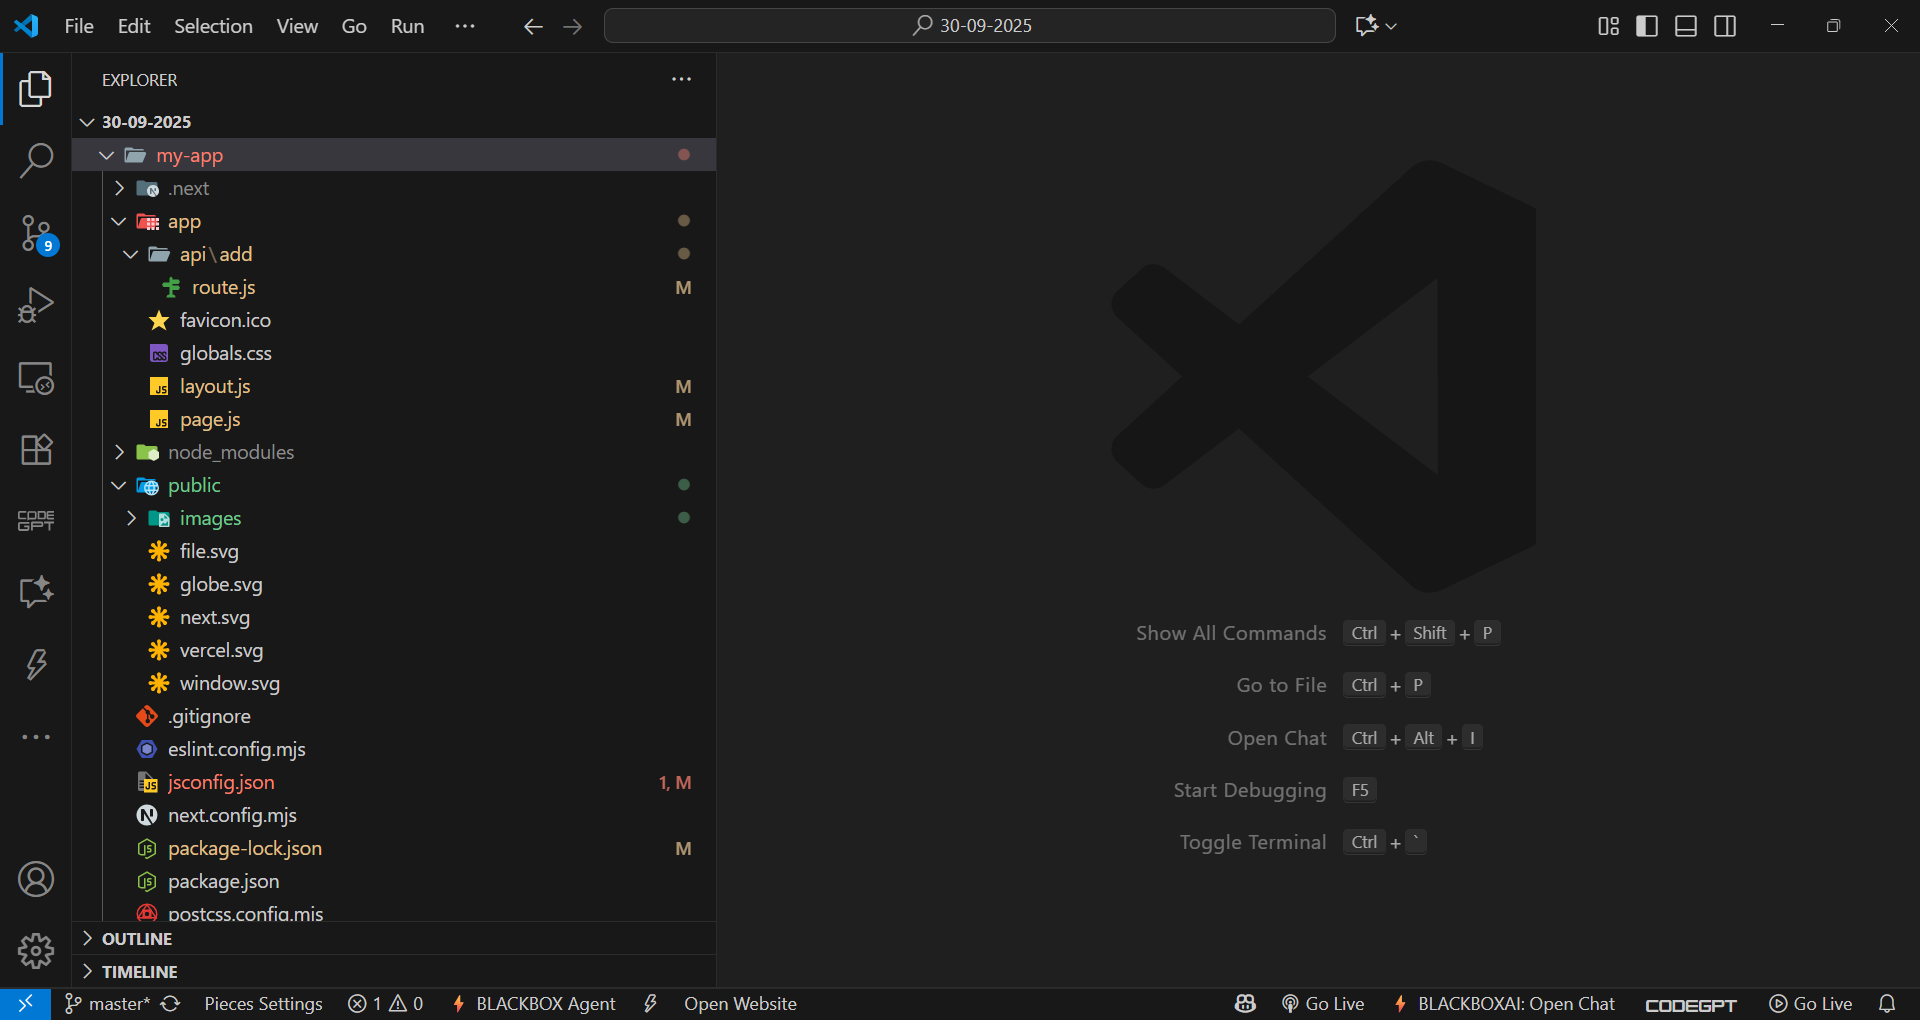 File Edit Selection View Go Run
30-09-2025
EXPLORER
30-09-2025
my-app
.next
app
api\add
route.js M
favicon.ico
globals.css
layout.js M
page.js M
node_modules
public
images
file.svg
globe.svg
next.svg
vercel.svg
window.svg
.gitignore
eslint.config.mjs
jsconfig.json 1, M
next.config.mjs
package-lock.json M
package.json
postcss.config.mjs
OUTLINE
TIMELINE
9
CODE
GPT
Show All Commands Ctrl + Shift + P
Go to File Ctrl + P
Open Chat Ctrl + Alt + I
Start Debugging F5
Toggle Terminal Ctrl + `
master* Pieces Settings 1 0 BLACKBOX Agent Open Website Go Live BLACKBOXAI: Open Chat CODEGPT Go Live